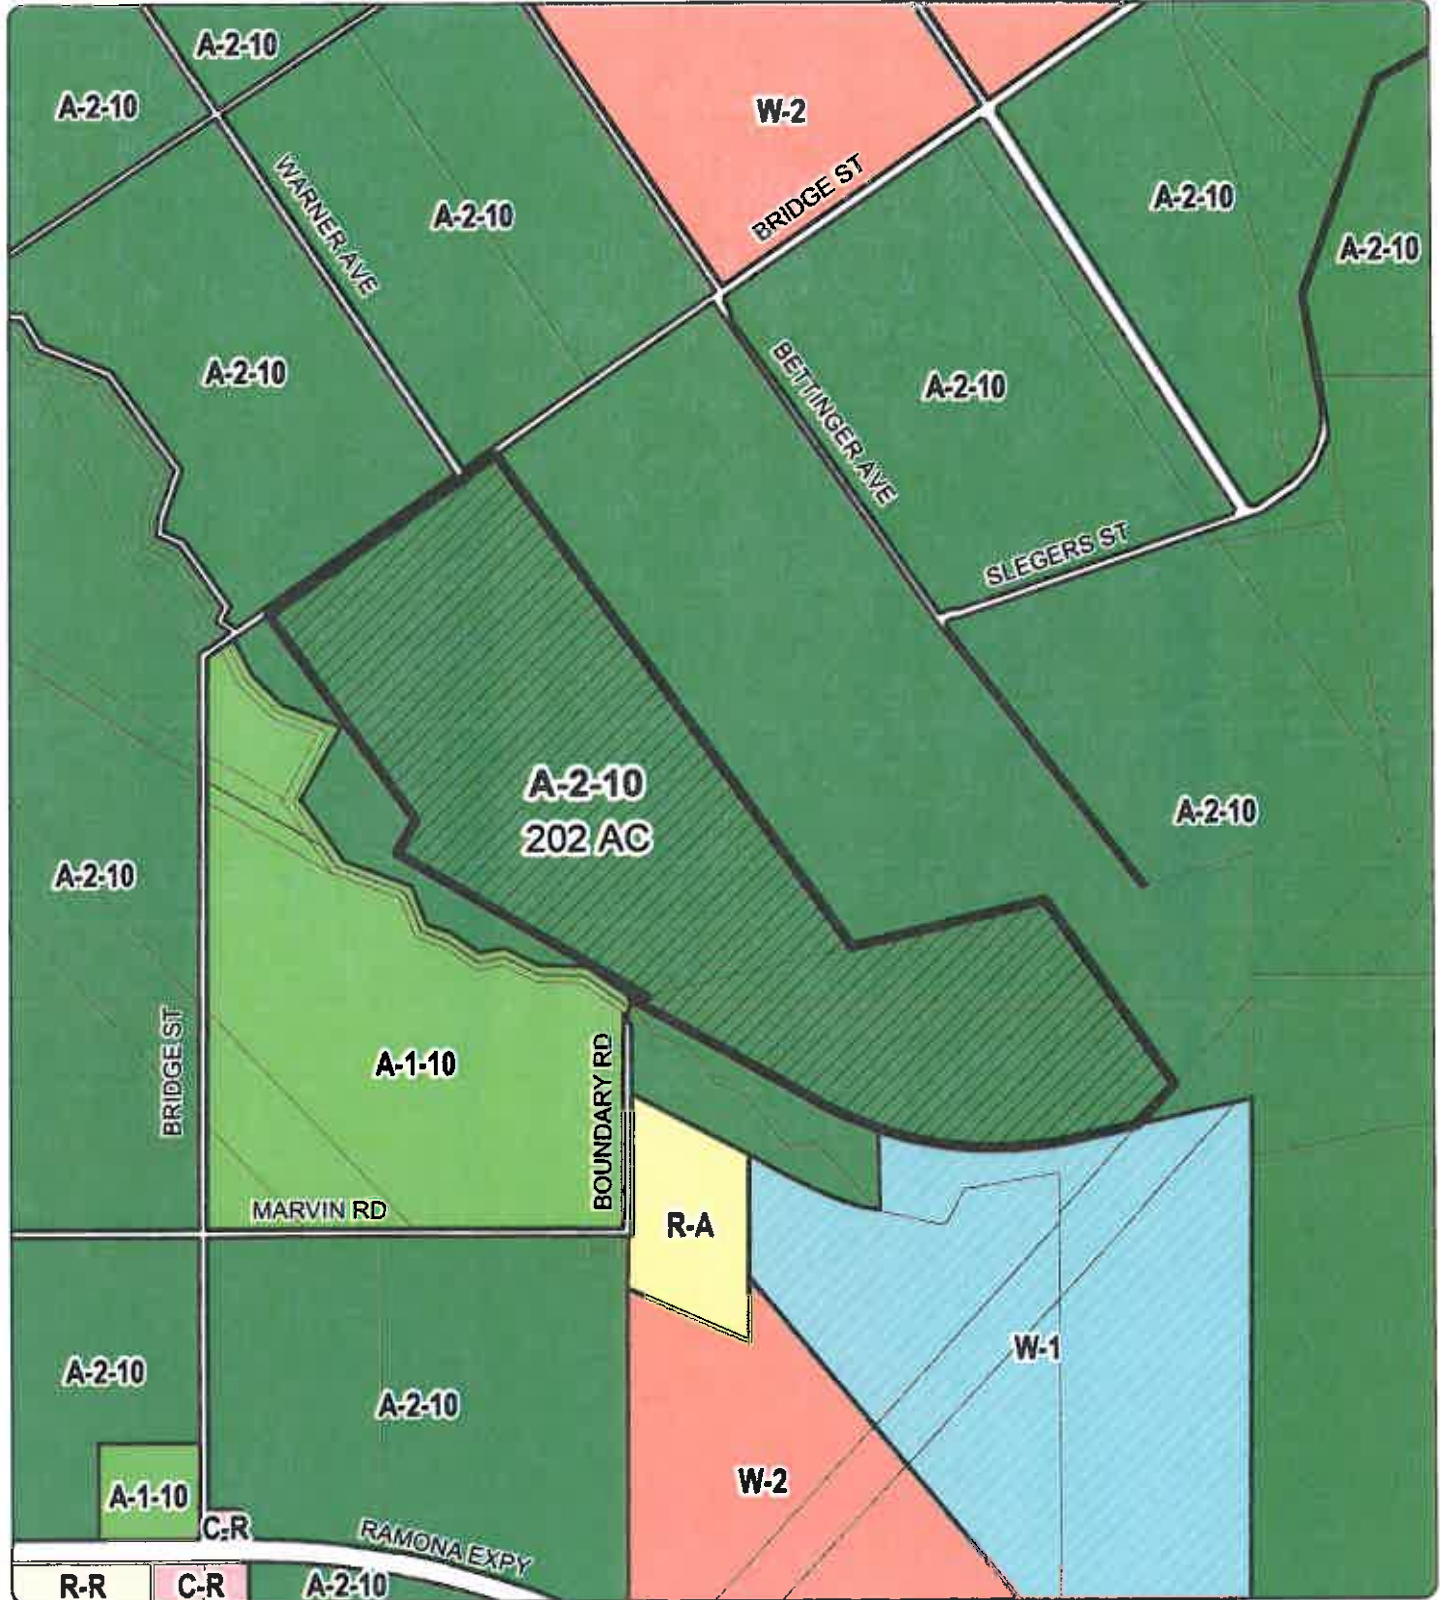 A-2-10
A-2-10
W-2
A-2-10
BRIDGE ST
A-2-10
A-2-10
WARNER AVE
A-2-10
A-2-10
BETTINGER AVE
SLEGERS ST
A-2-10
202 AC
A-2-10
A-2-10
BRIDGE ST
A-1-10
BOUNDARY RD
MARVIN RD
R-A
W-1
A-2-10
A-2-10
W-2
A-1-10
C-R
RAMONA EXPY
R-R
C-R
A-2-10